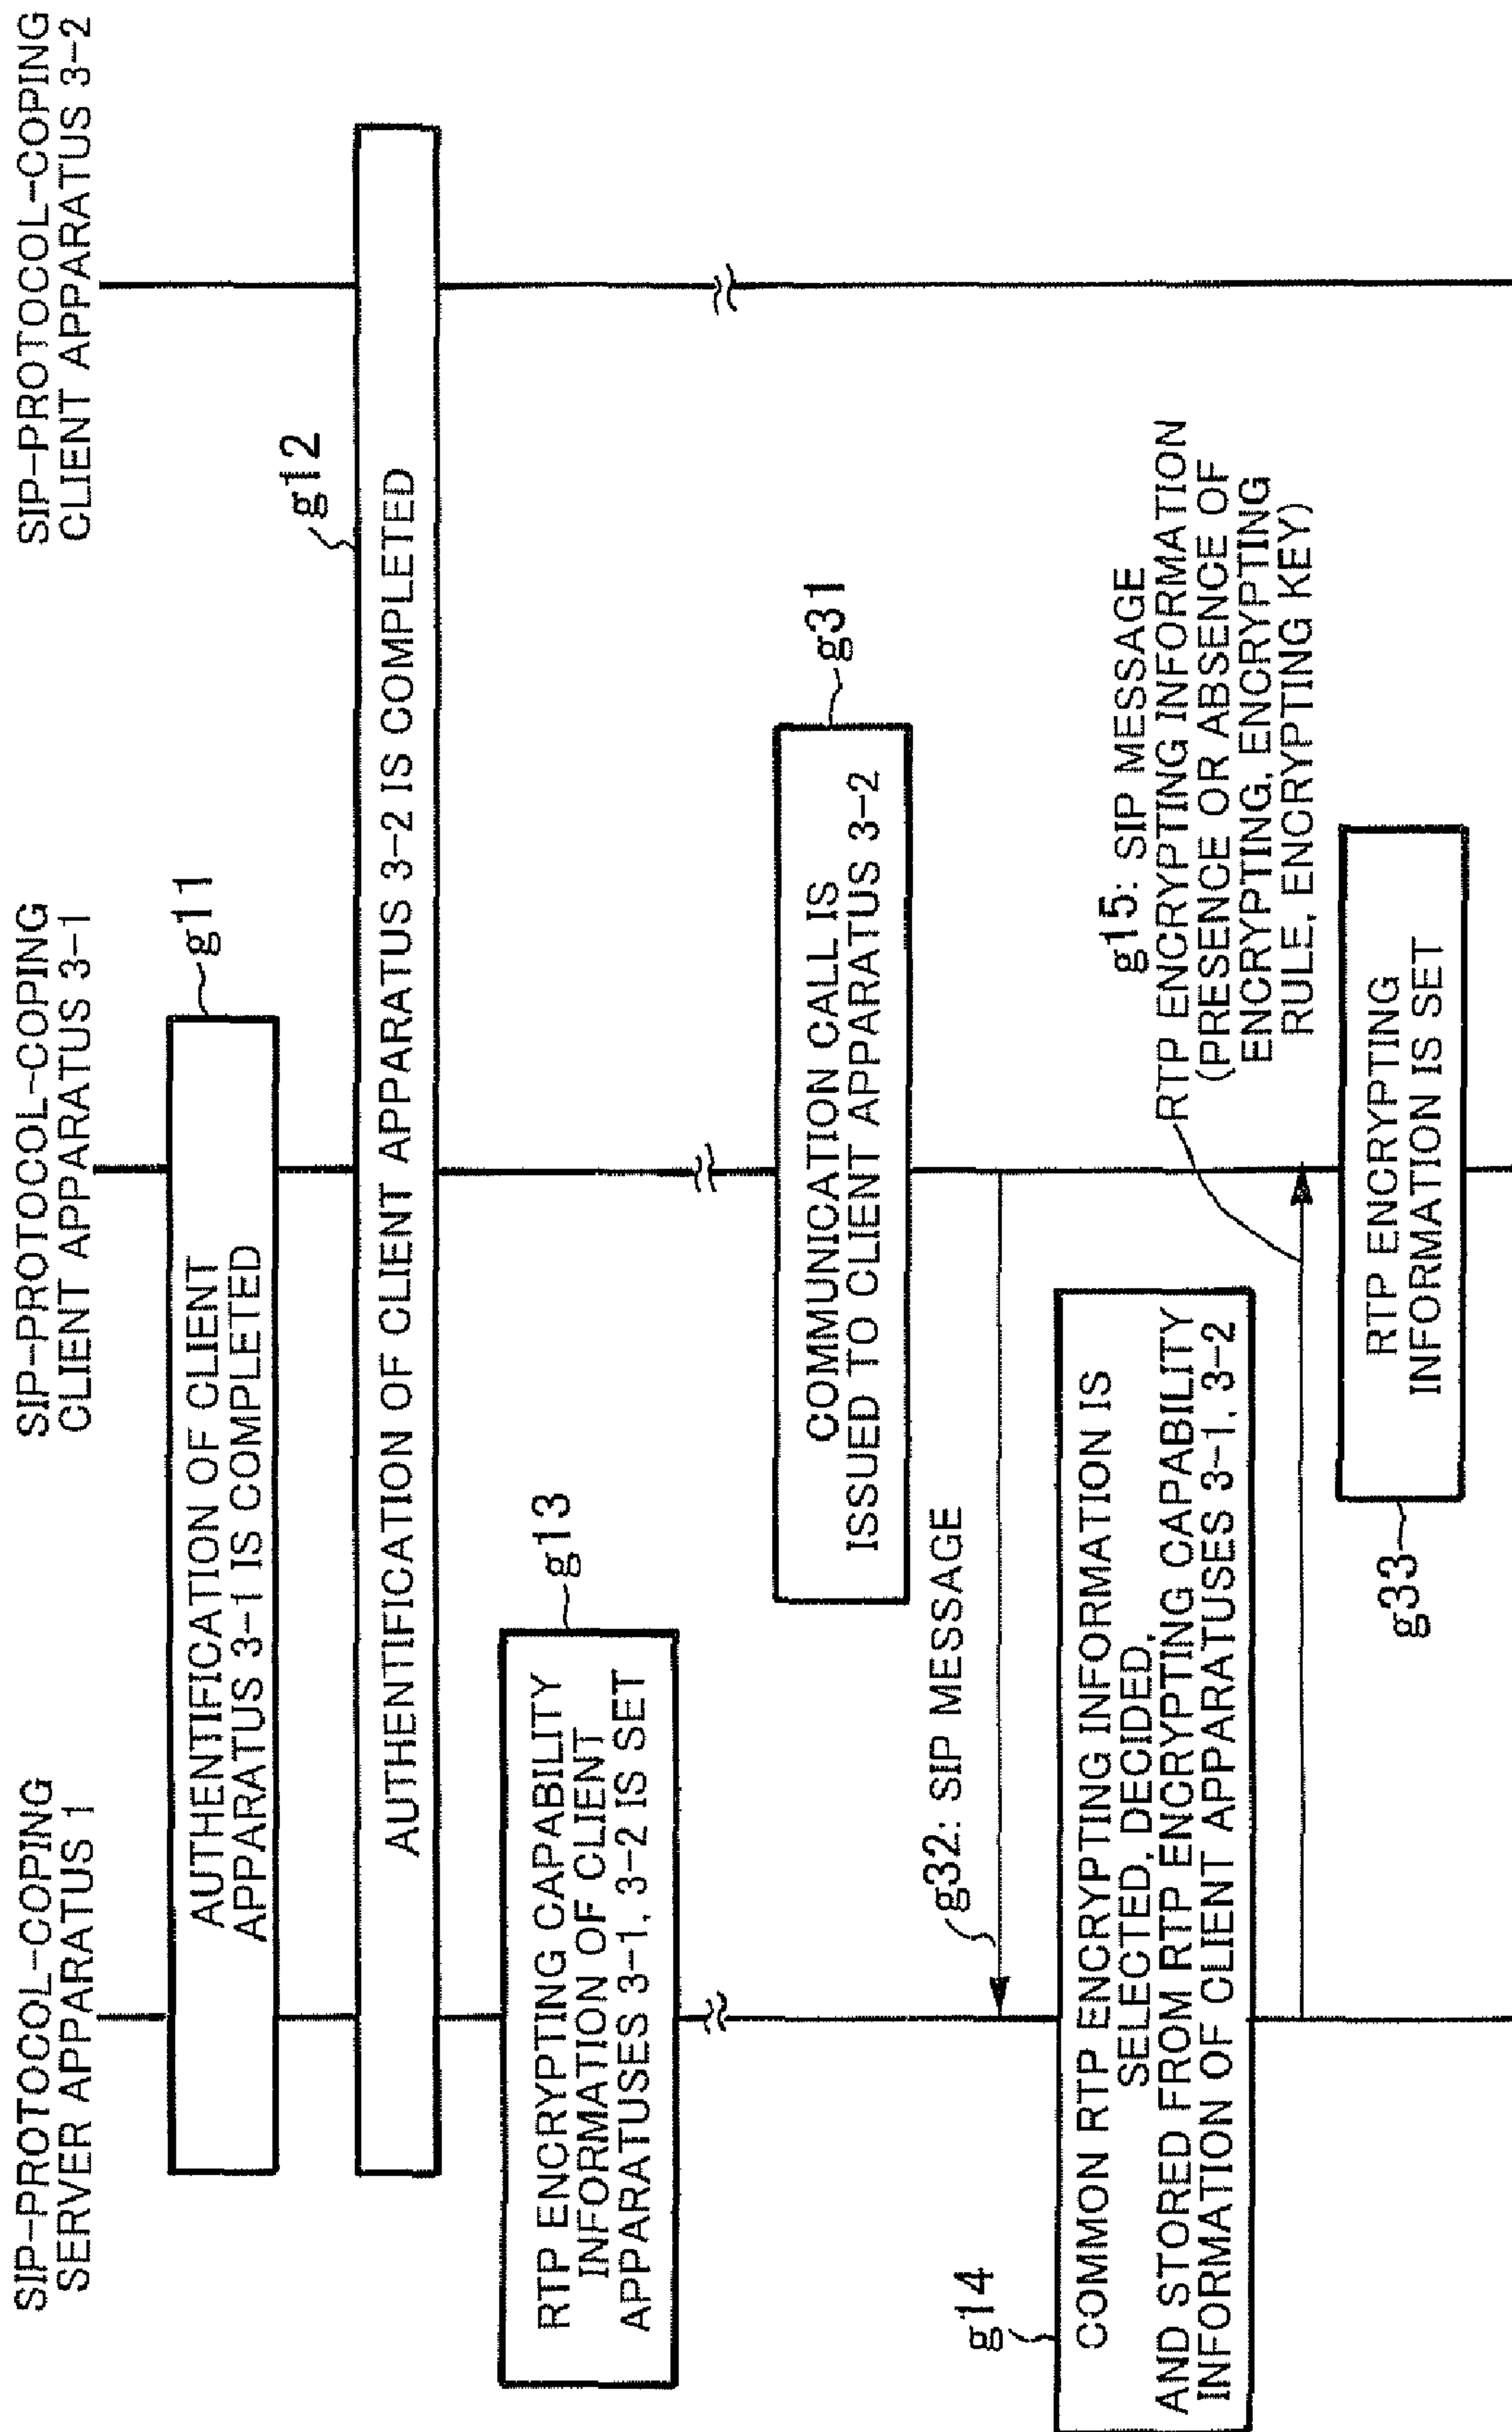 SIP-PROTOCOL-COPING
SERVER APPARATUS 1
SIP-PROTOCOL-COPING
CLIENT APPARATUS 3-1
SIP-PROTOCOL-COPING
CLIENT APPARATUS 3-2
AUTHENTIFICATION OF CLIENT
APPARATUS 3-1 IS COMPLETED
g11
g12
AUTHENTIFICATION OF CLIENT APPARATUS 3-2 IS COMPLETED
RTP ENCRYPTING CAPABILITY
INFORMATION OF CLIENT
APPARATUSES 3-1, 3-2 IS SET
g13
COMMUNICATION CALL IS
ISSUED TO CLIENT APPARATUS 3-2
g31
g32: SIP MESSAGE
g14
COMMON RTP ENCRYPTING INFORMATION IS
SELECTED, DECIDED,
AND STORED FROM RTP ENCRYPTING CAPABILITY
INFORMATION OF CLIENT APPARATUSES 3-1, 3-2
g15: SIP MESSAGE
RTP ENCRYPTING INFORMATION
(PRESENCE OR ABSENCE OF
ENCRYPTING, ENCRYPTING
RULE, ENCRYPTING KEY)
RTP ENCRYPTING
INFORMATION IS SET
g33